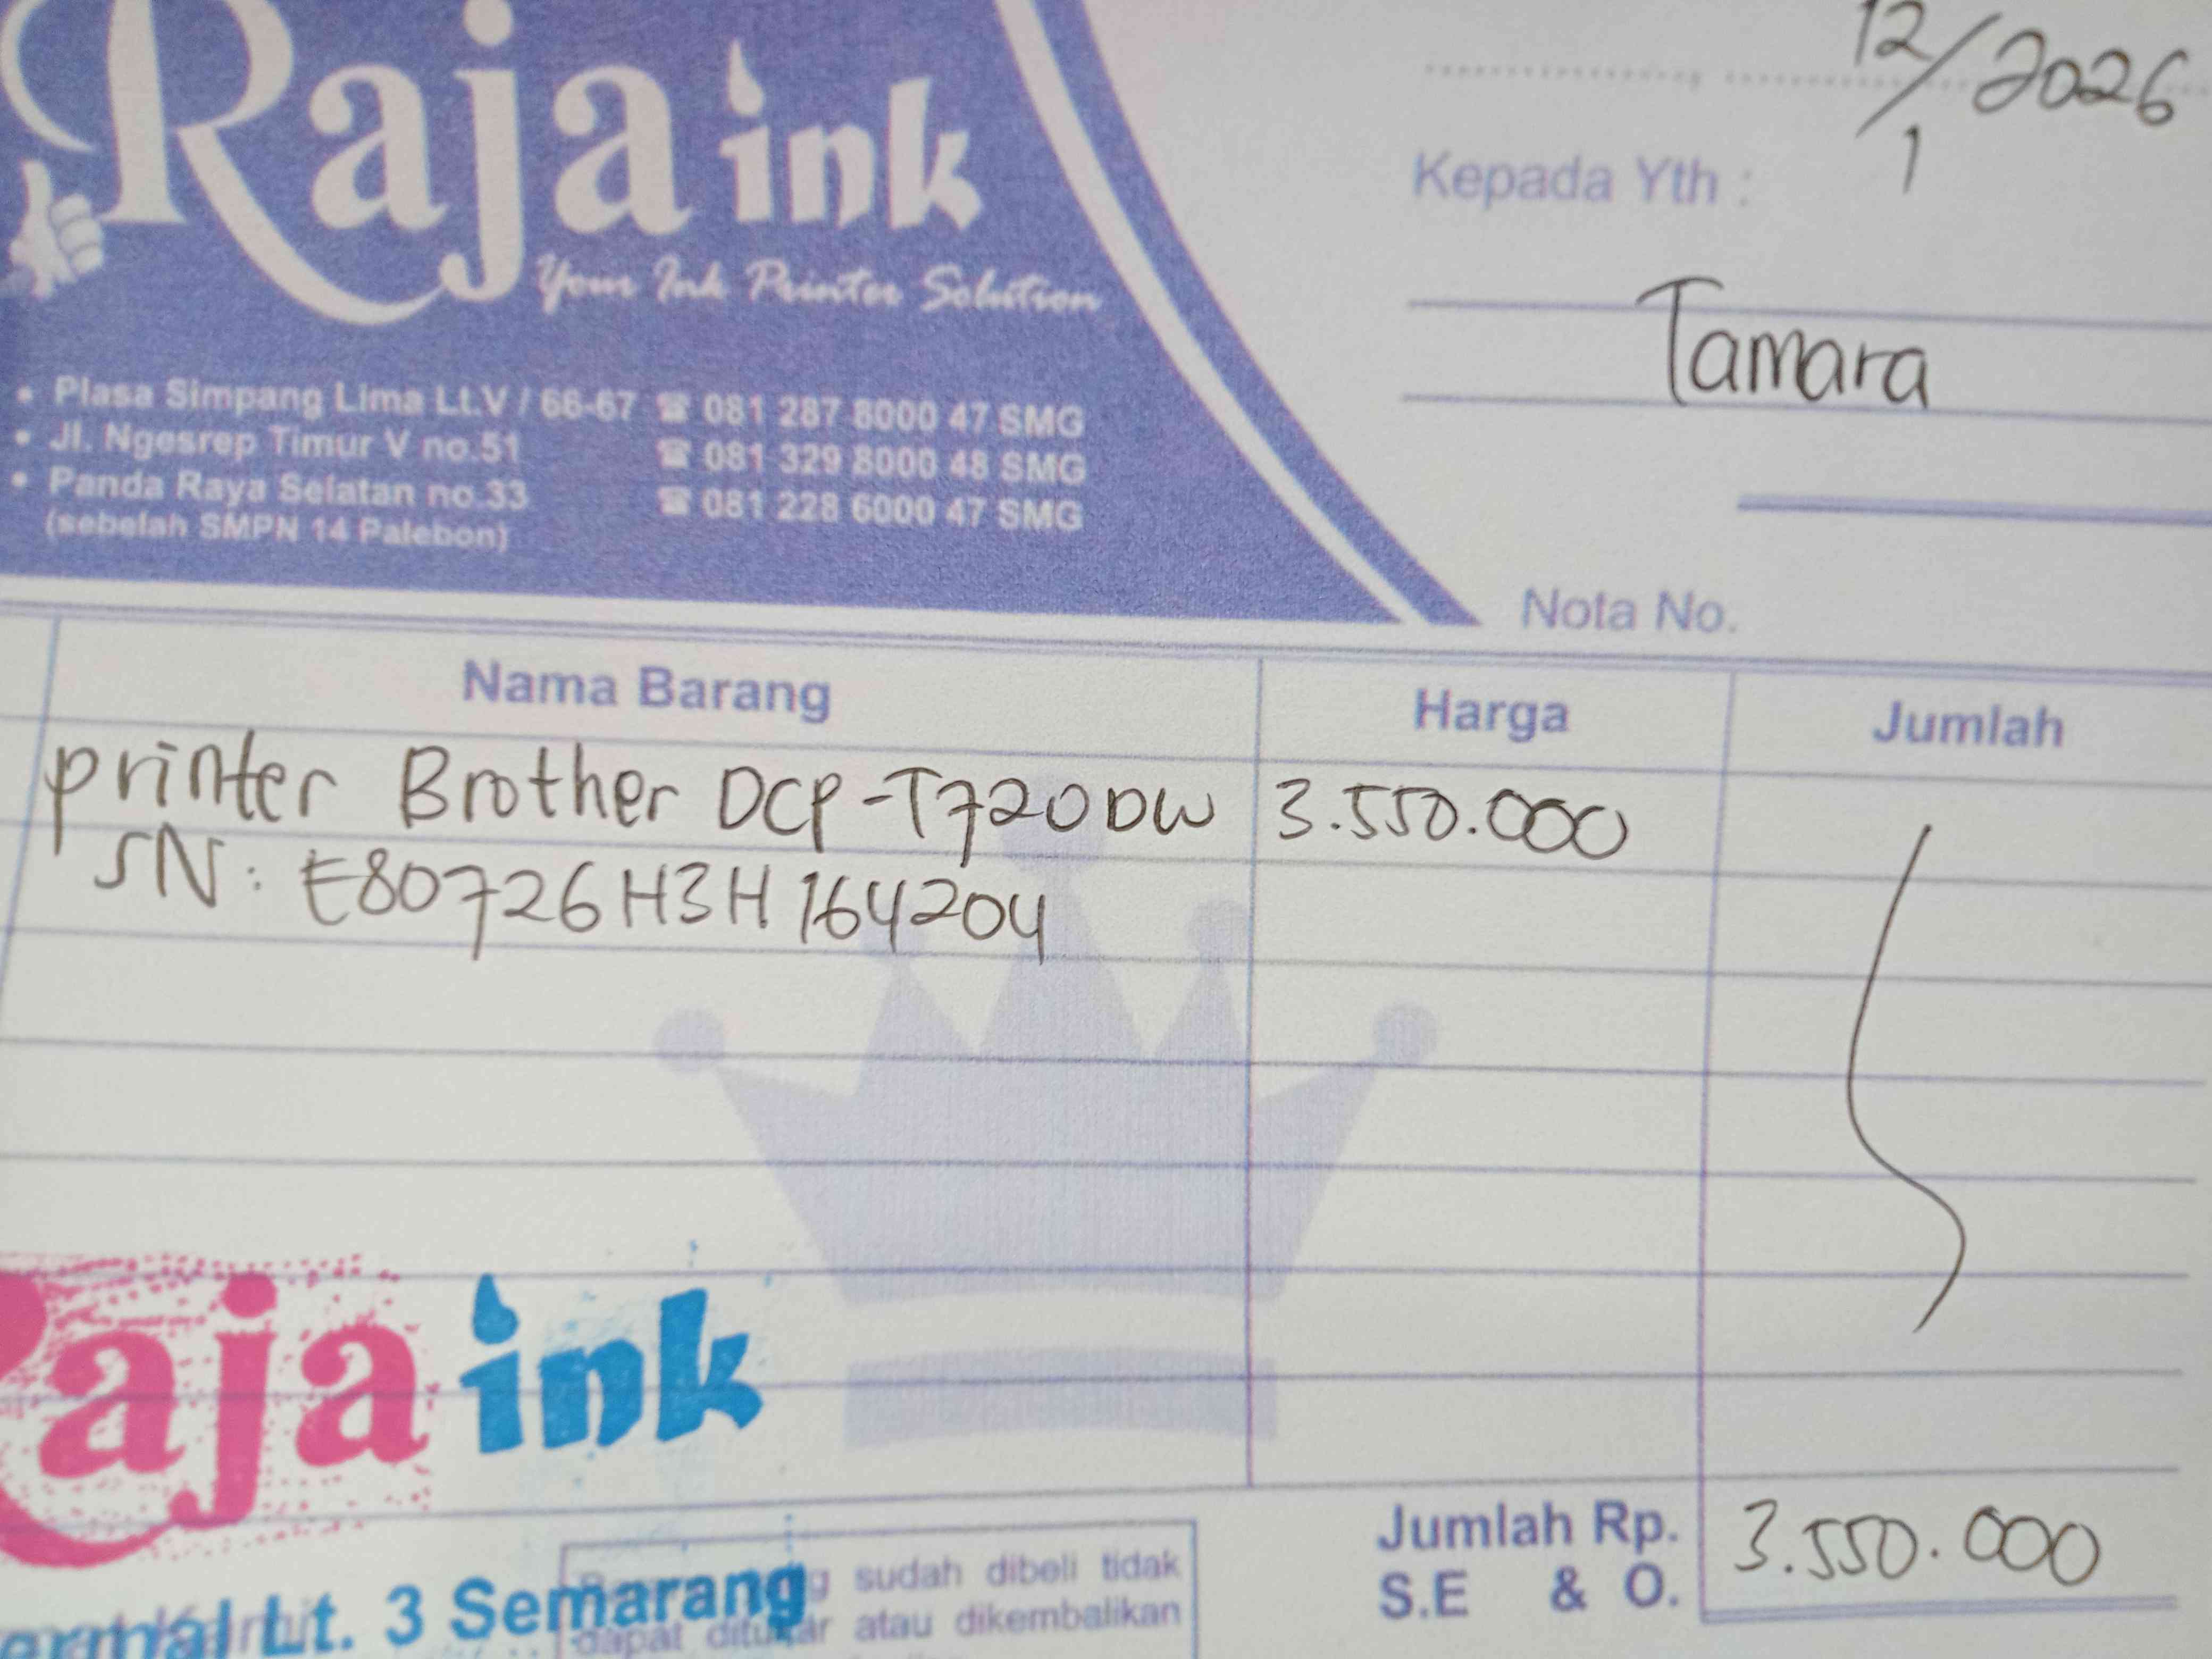 Raja ink
Your Ink Printer Solution
• Plasa Simpang Lima Lt.V / 66-67 ☎ 081 287 8000 47 SMG
• Jl. Ngesrep Timur V no.51 ☎ 081 329 8000 48 SMG
• Panda Raya Selatan no.33 ☎ 081 228 6000 47 SMG
(sebelah SMPN 14 Palebon)
12/1/2026
Kepada Yth :
Tamara
Nota No.
Nama Barang Harga Jumlah
printer Brother DCP-T720DW 3.550.000
SN: E80726H3H164204
Raja ink
Lt. 3 Semarang
sudah dibeli tidak
dapat ditukar atau dikembalikan
Jumlah Rp. 3.550.000
S.E & O.